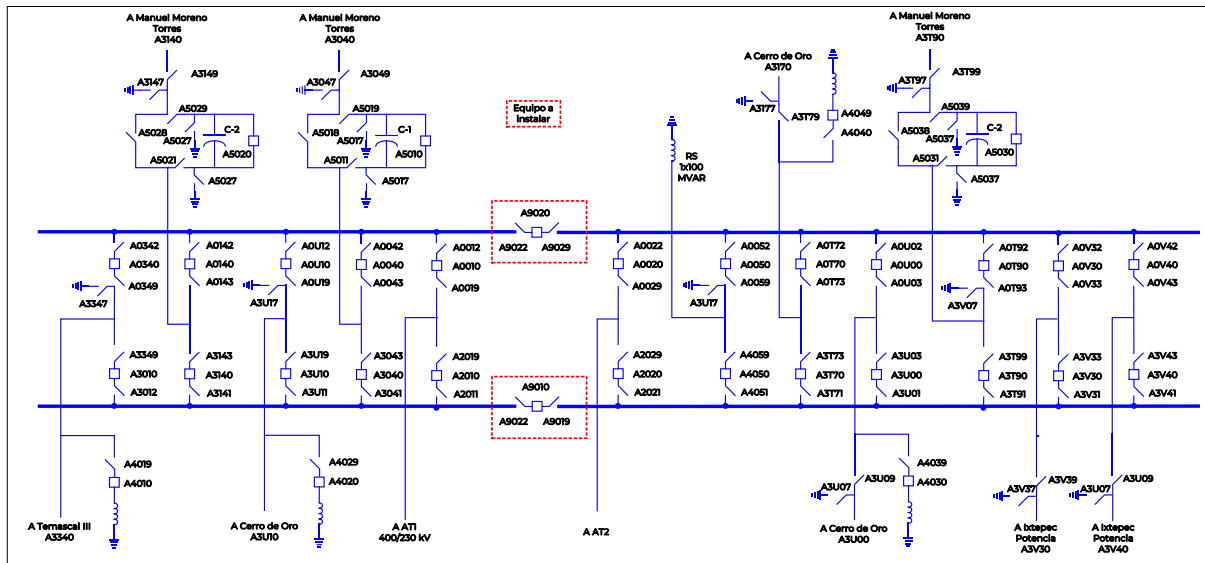 A Manuel Moreno
Torres
A3140
A3149
A3147
A5029
A5028
C-2
A5027
A5020
A5021
A5027
A Manuel Moreno
Torres
A3040
A3049
A3047
A5019
A5018
C-1
A5017
A5010
A5011
A5017
Equipo a
instalar
RS
1x100
MVAR
A Cerro de Oro
A3170
A3177
A3T79
A4049
A4040
A Manuel Moreno
Torres
A3T90
A3T99
A3T97
A5039
A5038
C-2
A5037
A5030
A5031
A5037
A9020
A9022
A9029
A0342
A0340
A0349
A3347
A0142
A0140
A0143
A0U12
A0U10
A0U19
A3U17
A0042
A0040
A0043
A0012
A0010
A0019
A0022
A0020
A0029
A0052
A0050
A0059
A3U17
A0T72
A0T70
A0T73
A0U02
A0U00
A0U03
A0T92
A0T90
A0T93
A3V07
A0V32
A0V30
A0V33
A0V42
A0V40
A0V43
A3349
A3010
A3012
A3143
A3140
A3141
A3U19
A3U10
A3U11
A3043
A3040
A3041
A2019
A2010
A2011
A9010
A9022
A9019
A2029
A2020
A2021
A4059
A4050
A4051
A3T73
A3T70
A3T71
A3U03
A3U00
A3U01
A3T99
A3T90
A3T91
A3V33
A3V30
A3V31
A3V43
A3V40
A3V41
A4019
A4010
A Temascal III
A3340
A4029
A4020
A Cerro de Oro
A3U10
A AT1
400/230 kV
A AT2
A3U07
A3U09
A4039
A4030
A Cerro de Oro
A3U00
A3V37
A3V39
A Ixtepec
Potencia
A3V30
A3U07
A3U09
A Ixtepec
Potencia
A3V40